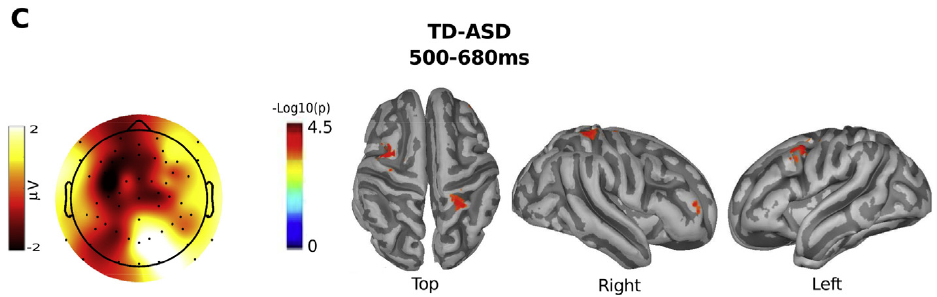 C
TD-ASD
500-680ms
-Log10(p)
4.5
0
2
μV
-2
Top
Right
Left